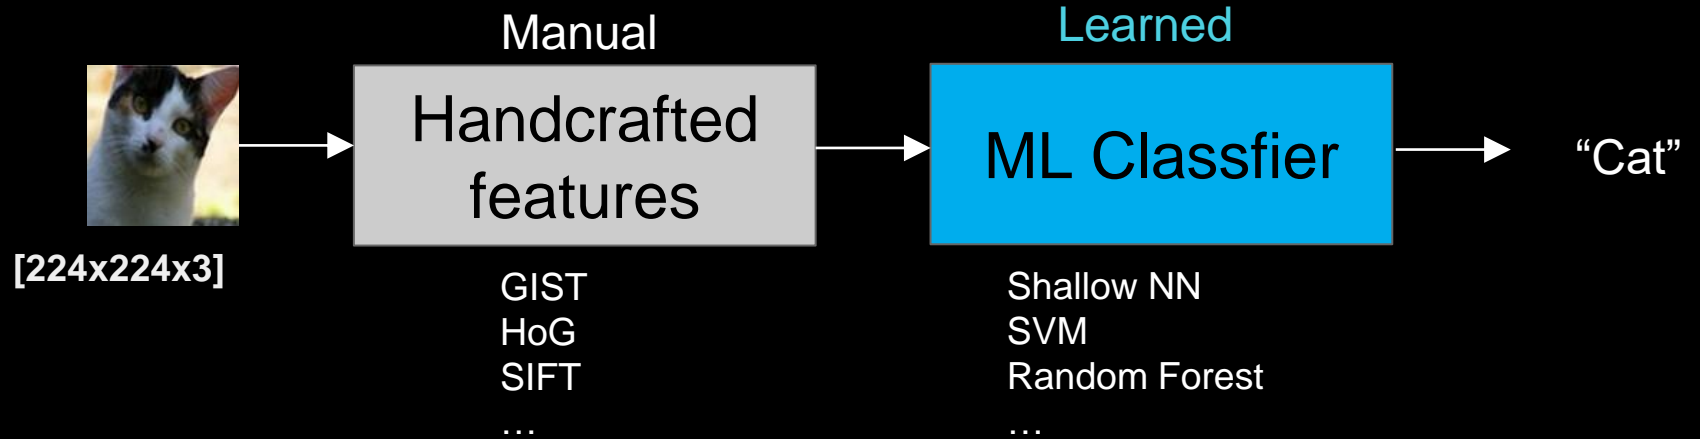 Manual
Learned
Handcrafted
features
ML Classfier
“Cat”
[224x224x3]
GIST
HoG
SIFT
…
Shallow NN
SVM
Random Forest
…